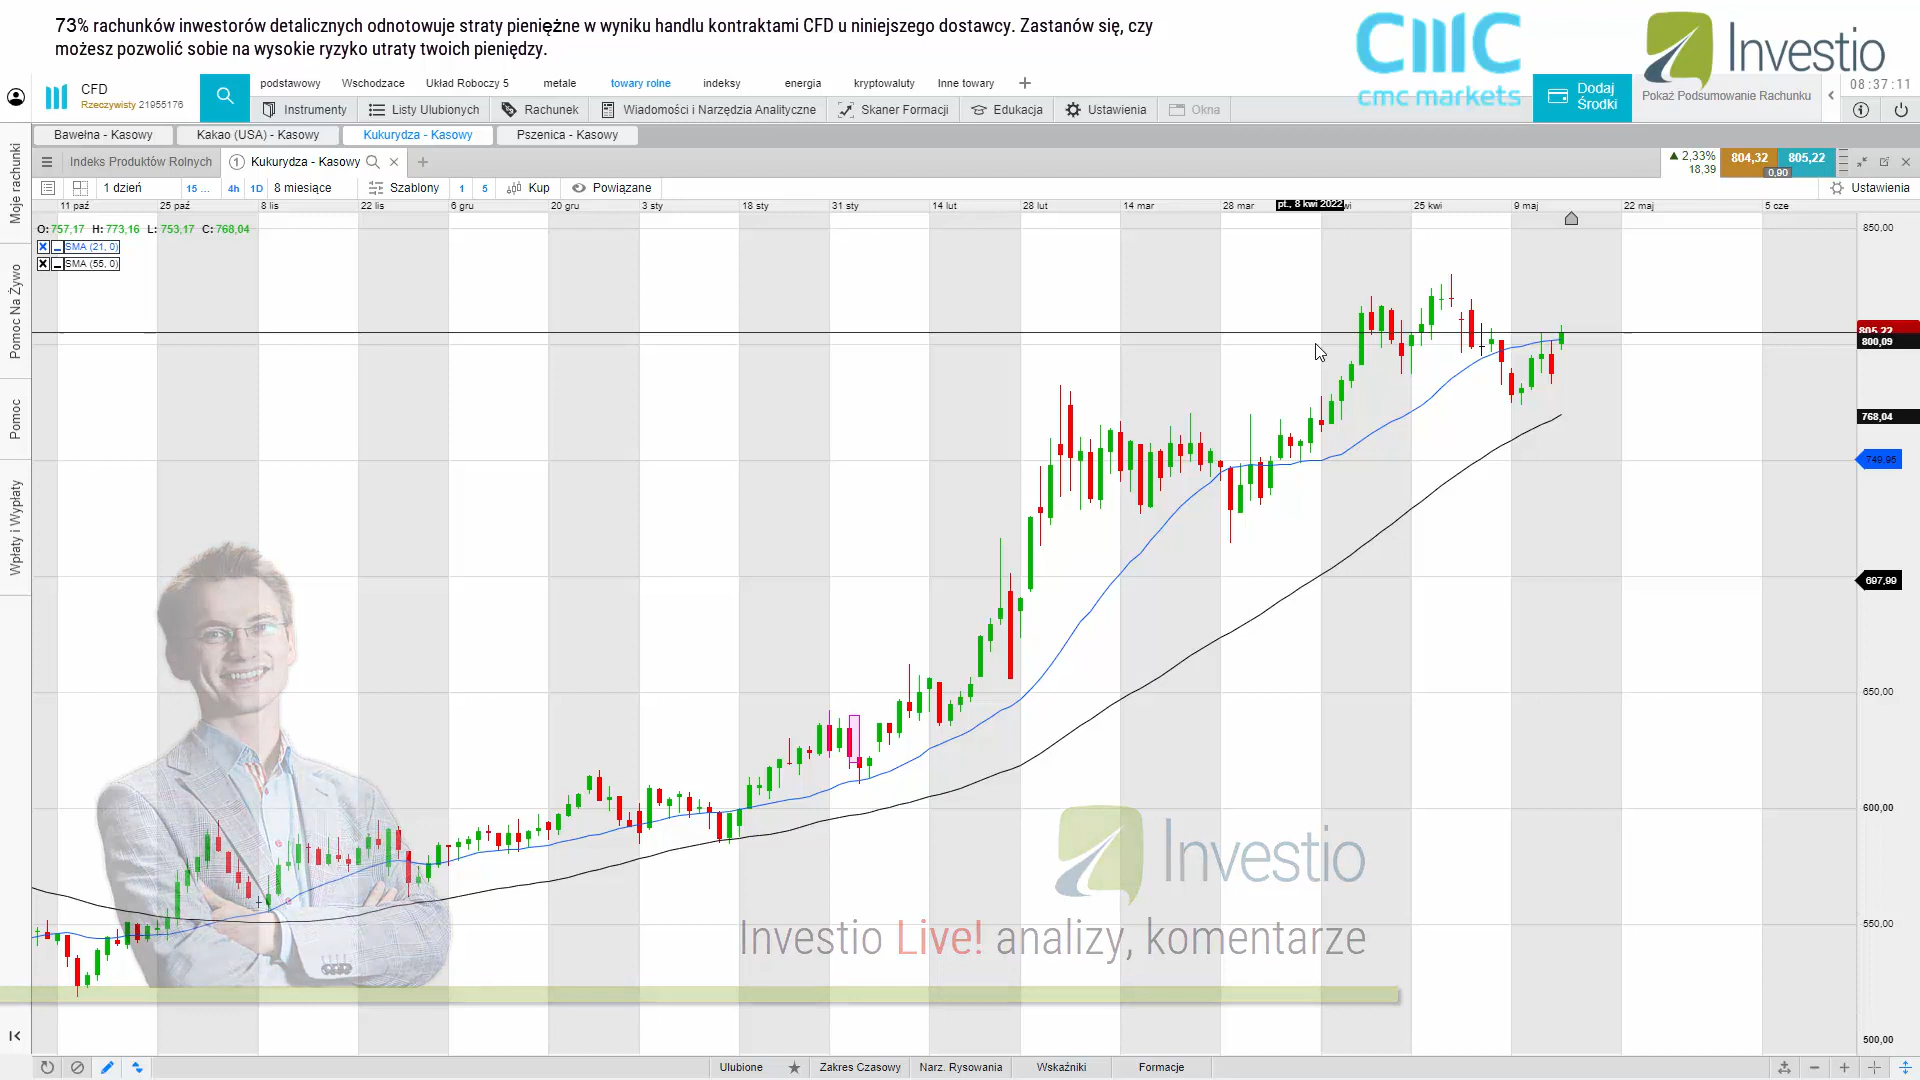 73% rachunków inwestorów detalicznych odnotowuje straty pieniężne w wyniku handlu kontraktami CFD u niniejszego dostawcy. Zastanów się, czy
możesz pozwolić sobie na wysokie ryzyko utraty twoich pieniędzy.
CMC
cmc markets
Investio
CFD
Rzeczywisty 21955176
podstawowy Wschodzace Układ Roboczy 5 metale towary rolne indeksy energia kryptowaluty Inne towary
Instrumenty Listy Ulubionych Rachunek Wiadomości i Narzędzia Analityczne Skaner Formacji Edukacja Ustawienia Okna
Dodaj
Środki
Pokaż Podsumowanie Rachunku
08:37:11
Bawełna - Kasowy Kakao (USA) - Kasowy Kukurydza - Kasowy Pszenica - Kasowy
Indeks Produktów Rolnych 1 Kukurydza - Kasowy
2,33%
18,39
804,32 805,22
0,90
1 dzień 15 ... 4h 1D 8 miesiące Szablony 1 5 Kup Powiązane Ustawienia
11 paź 25 paź 8 lis 22 lis 6 gru 20 gru 3 sty 18 sty 31 sty 14 lut 28 lut 14 mar 28 mar pt., 8 kwi 2022 wi 25 kwi 9 maj 22 maj 5 cze
O: 757,17 H: 773,16 L: 753,17 C: 768,04
SMA (21, 0)
SMA (55, 0)
Moje rachunki
Pomoc Na Żywo
Pomoc
Wpłaty i Wypłaty
850,00
805,22
800,09
768,04
749,95
697,99
650,00
600,00
550,00
500,00
Investio
Investio Live! analizy, komentarze
Ulubione Zakres Czasowy Narz. Rysowania Wskaźniki Formacje